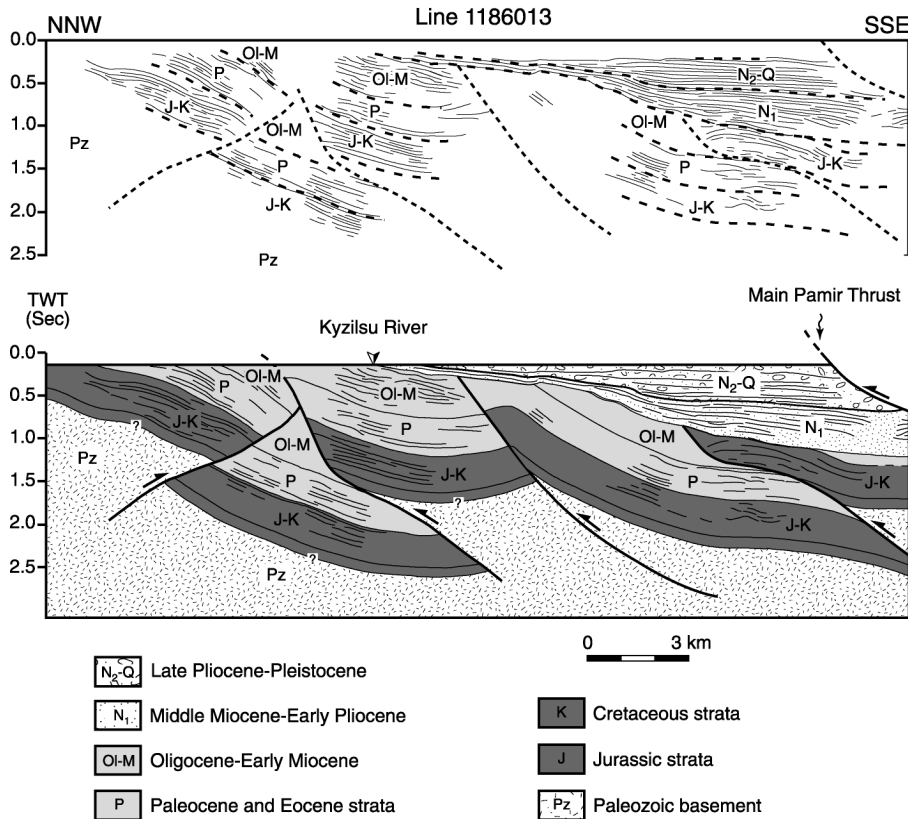 Line 1186013
NNW
SSE
0.0
0.5
1.0
1.5
2.0
2.5
Ol-M
P
J-K
Pz
Ol-M
P
J-K
Pz
Ol-M
P
J-K
N₂-Q
N₁
Ol-M
P
J-K
J-K
TWT
(Sec)
Kyzilsu River
Main Pamir Thrust
0.0
0.5
1.0
1.5
2.0
2.5
Ol-M
P
J-K
?
Pz
Ol-M
P
J-K
?
Pz
Ol-M
P
J-K
?
N₂-Q
N₁
Ol-M
P
J-K
J-K
0 3 km
N₂-Q Late Pliocene-Pleistocene
N₁ Middle Miocene-Early Pliocene
Ol-M Oligocene-Early Miocene
P Paleocene and Eocene strata
K Cretaceous strata
J Jurassic strata
Pz Paleozoic basement